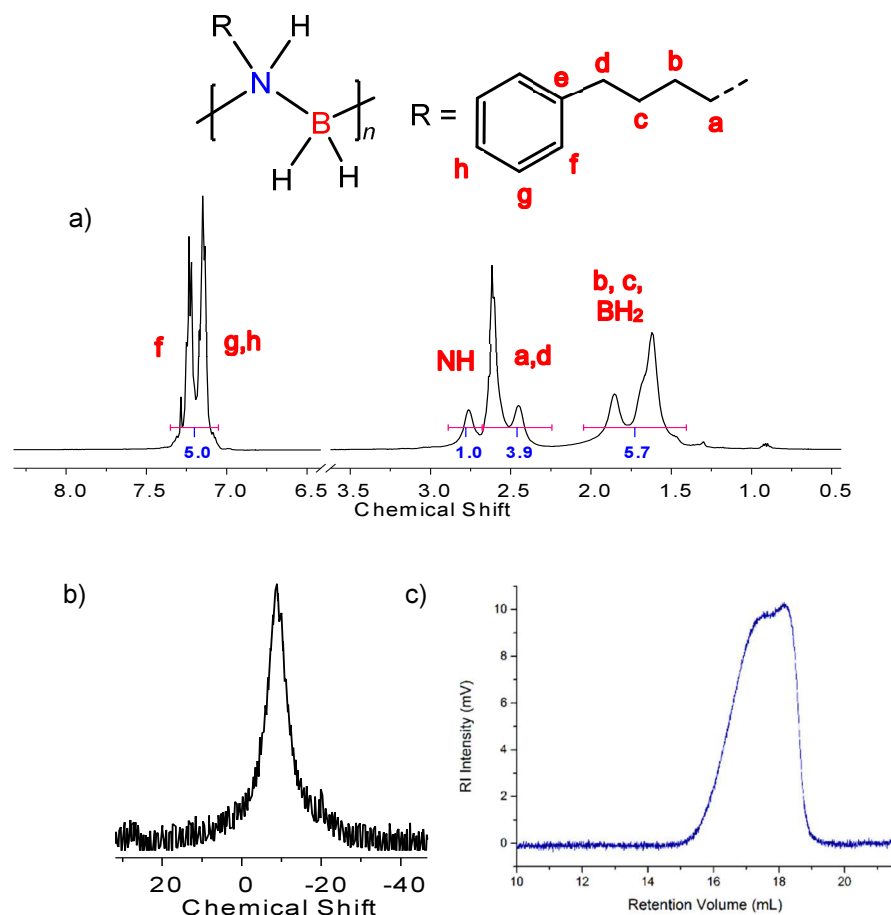 R H
N
B
n
H H
R =
e d b
c a
h f
g
a)
f g,h
NH a,d
b, c,
BH₂
5.0 1.0 3.9 5.7
8.0 7.5 7.0 6.5 3.5 3.0 2.5 2.0 1.5 1.0 0.5
Chemical Shift
b)
20 0 -20 -40
Chemical Shift
c)
RI Intensity (mV)
10
8
6
4
2
0
10 12 14 16 18 20
Retention Volume (mL)